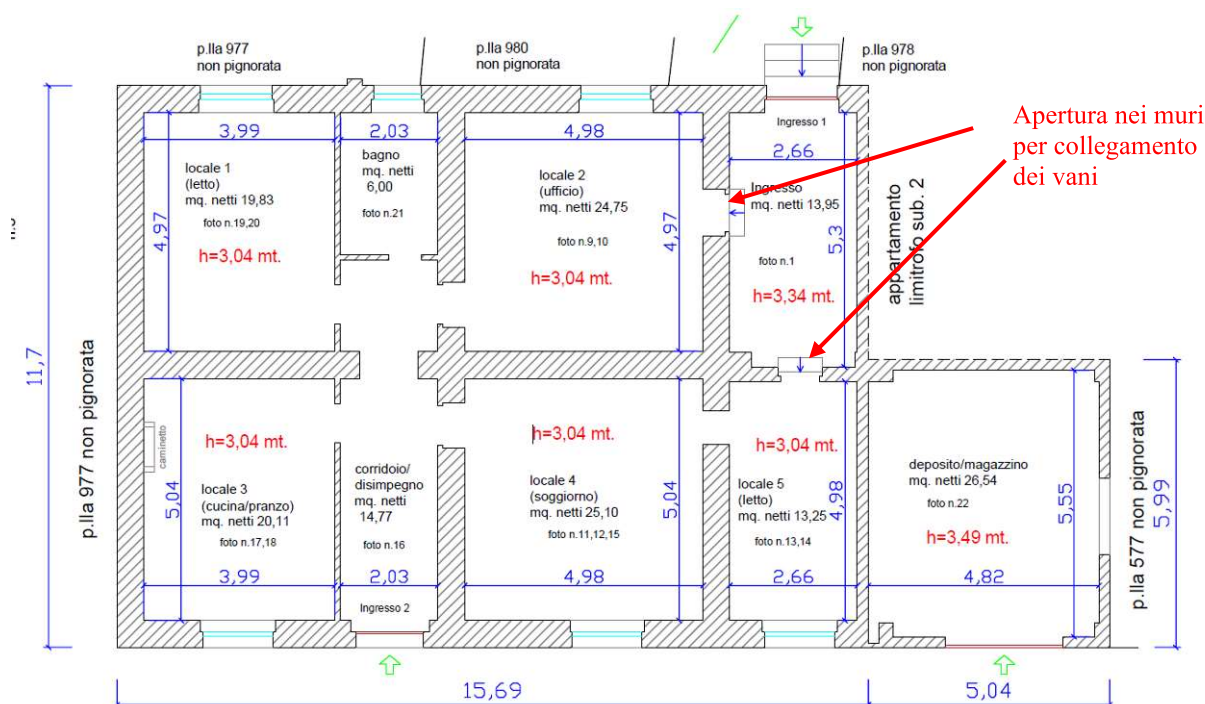 p.lla 977
non pignorata
p.lla 980
non pignorata
p.lla 978
non pignorata
Apertura nei muri
per collegamento
dei vani
3,99
2,03
4,98
Ingresso 1
2,66
locale 1
(letto)
mq. netti 19,83
foto n.19,20
h=3,04 mt.
4,97
bagno
mq. netti
6,00
foto n.21
locale 2
(ufficio)
mq. netti 24,75
foto n.9,10
h=3,04 mt.
4,97
Ingresso
mq. netti 13,95
foto n.1
h=3,34 mt.
5,3
appartamento
limitrofo sub. 2
11,7
p.lla 977 non pignorata
caminetto
5,04
h=3,04 mt.
locale 3
(cucina/pranzo)
mq. netti 20,11
foto n.17,18
3,99
corridoio/
disimpegno
mq. netti
14,77
foto n.16
2,03
Ingresso 2
h=3,04 mt.
locale 4
(soggiorno)
mq. netti 25,10
foto n.11,12,15
5,04
4,98
h=3,04 mt.
locale 5
(letto)
mq. netti 13,25
foto n.13,14
4,98
2,66
deposito/magazzino
mq. netti 26,54
foto n.22
h=3,49 mt.
5,55
4,82
p.lla 577 non pignorata
5,99
15,69
5,04